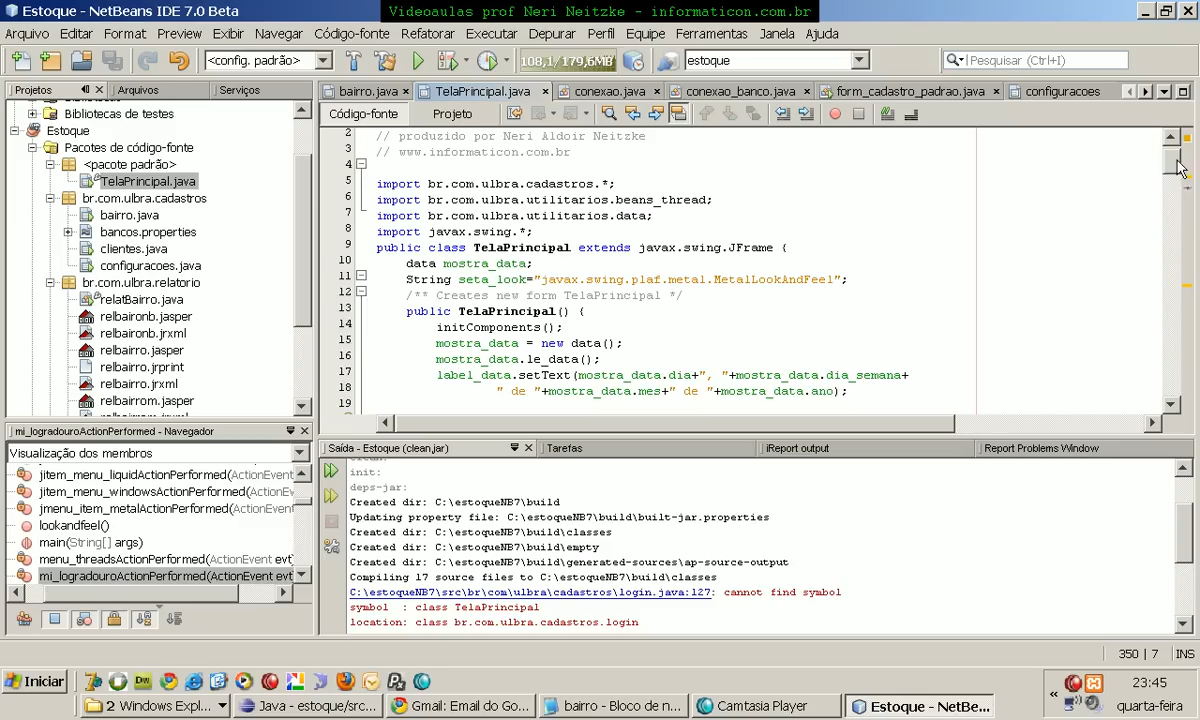 Estoque - NetBeans IDE 7.0 Beta
Videoaulas prof Neri Neitzke - informaticon.com.br
Arquivo Editar Format Preview Exibir Navegar Código-fonte Refatorar Executar Depurar Perfil Equipe Ferramentas Janela Ajuda
<config. padrão> 108,1/179,6MB estoque Pesquisar (Ctrl+I)
Projetos Arquivos Serviços
bairro.java TelaPrincipal.java conexao.java conexao_banco.java form_cadastro_padrao.java configuracoes
Código-fonte Projeto
Bibliotecas de testes
Estoque
Pacotes de código-fonte
<pacote padrão>
TelaPrincipal.java
br.com.ulbra.cadastros
bairro.java
bancos.properties
clientes.java
configuracoes.java
br.com.ulbra.relatorio
relatBairro.java
relbaironb.jasper
relbaironb.jrxml
relbairro.jasper
relbairro.jrprint
relbairro.jrxml
relbairrom.jasper
2 // produzido por Neri Aldoir Neitzke
3 // www.informaticon.com.br
4
5 import br.com.ulbra.cadastros.*;
6 import br.com.ulbra.utilitarios.beans_thread;
7 import br.com.ulbra.utilitarios.data;
8 import javax.swing.*;
9 public class TelaPrincipal extends javax.swing.JFrame {
10 data mostra_data;
11 String seta_look="javax.swing.plaf.metal.MetalLookAndFeel";
12 /** Creates new form TelaPrincipal */
13 public TelaPrincipal() {
14 initComponents();
15 mostra_data = new data();
16 mostra_data.le_data();
17 label_data.setText(mostra_data.dia+", "+mostra_data.dia_semana+
18 " de "+mostra_data.mes+" de "+mostra_data.ano);
19
mi_logradouroActionPerformed - Navegador
Visualização dos membros
jitem_menu_liquidActionPerformed(ActionEvent
jitem_menu_windowsActionPerformed(ActionEv
jmenu_item_metalActionPerformed(ActionEvent
lookandfeel()
main(String[] args)
menu_threadsActionPerformed(ActionEvent evt)
mi_logradouroActionPerformed(ActionEvent evt
Saída - Estoque (clean,jar) Tarefas iReport output Report Problems Window
clean:
init:
deps-jar:
Created dir: C:\estoqueNB7\build
Updating property file: C:\estoqueNB7\build\built-jar.properties
Created dir: C:\estoqueNB7\build\classes
Created dir: C:\estoqueNB7\build\empty
Created dir: C:\estoqueNB7\build\generated-sources\ap-source-output
Compiling 17 source files to C:\estoqueNB7\build\classes
C:\estoqueNB7\src\br\com\ulbra\cadastros\login.java:127: cannot find symbol
symbol : class TelaPrincipal
location: class br.com.ulbra.cadastros.login
350 | 7 INS
Iniciar DW
23:45
quarta-feira
2 Windows Expl... Java - estoque/src... Gmail: Email do Go... bairro - Bloco de n... Camtasia Player Estoque - NetBe...